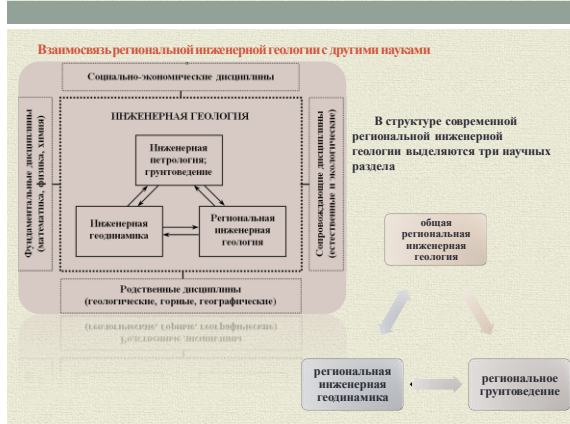 Взаимосвязь региональной инженерной геологии с другими науками
Социально-экономические дисциплины
Фундаментальные дисциплины
(математика, физика, химия)
ИНЖЕНЕРНАЯ ГЕОЛОГИЯ
Инженерная
петрология;
грунтоведение
Инженерная
геодинамика
Региональная
инженерная
геология
Сопровождающие дисциплины
(естественные и экологические)
Родственные дисциплины
(геологические, горные, географические)
В структуре современной
региональной инженерной
геологии выделяются три научных
раздела
общая
региональная
инженерная
геология
региональная
инженерная
геодинамика
региональное
грунтоведение